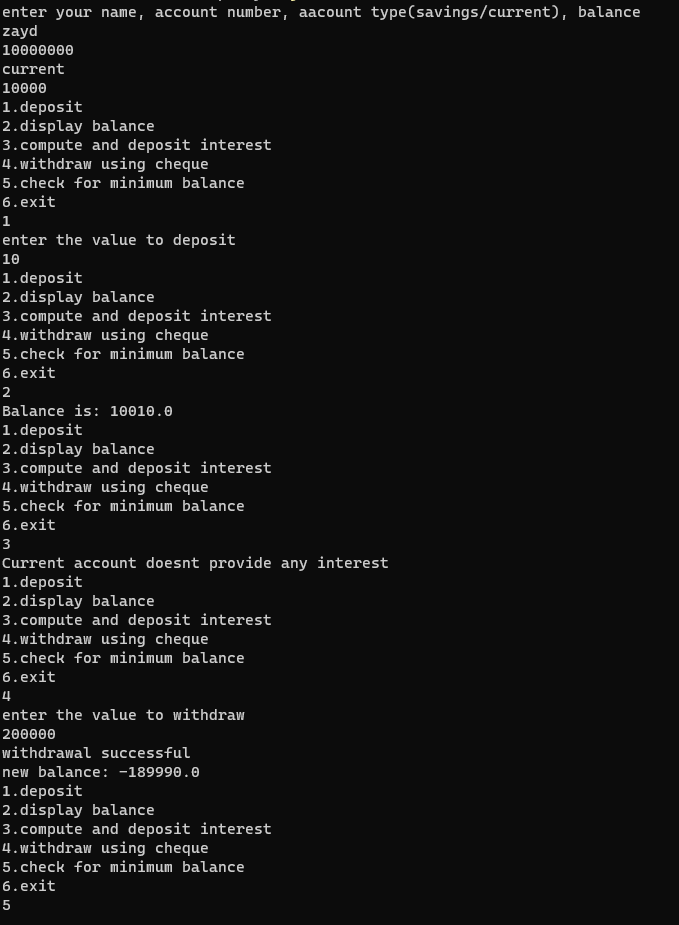 enter your name, account number, aacount type(savings/current), balance
zayd
10000000
current
10000
1.deposit
2.display balance
3.compute and deposit interest
4.withdraw using cheque
5.check for minimum balance
6.exit
1
enter the value to deposit
10
1.deposit
2.display balance
3.compute and deposit interest
4.withdraw using cheque
5.check for minimum balance
6.exit
2
Balance is: 10010.0
1.deposit
2.display balance
3.compute and deposit interest
4.withdraw using cheque
5.check for minimum balance
6.exit
3
Current account doesnt provide any interest
1.deposit
2.display balance
3.compute and deposit interest
4.withdraw using cheque
5.check for minimum balance
6.exit
4
enter the value to withdraw
200000
withdrawal successful
new balance: -189990.0
1.deposit
2.display balance
3.compute and deposit interest
4.withdraw using cheque
5.check for minimum balance
6.exit
5